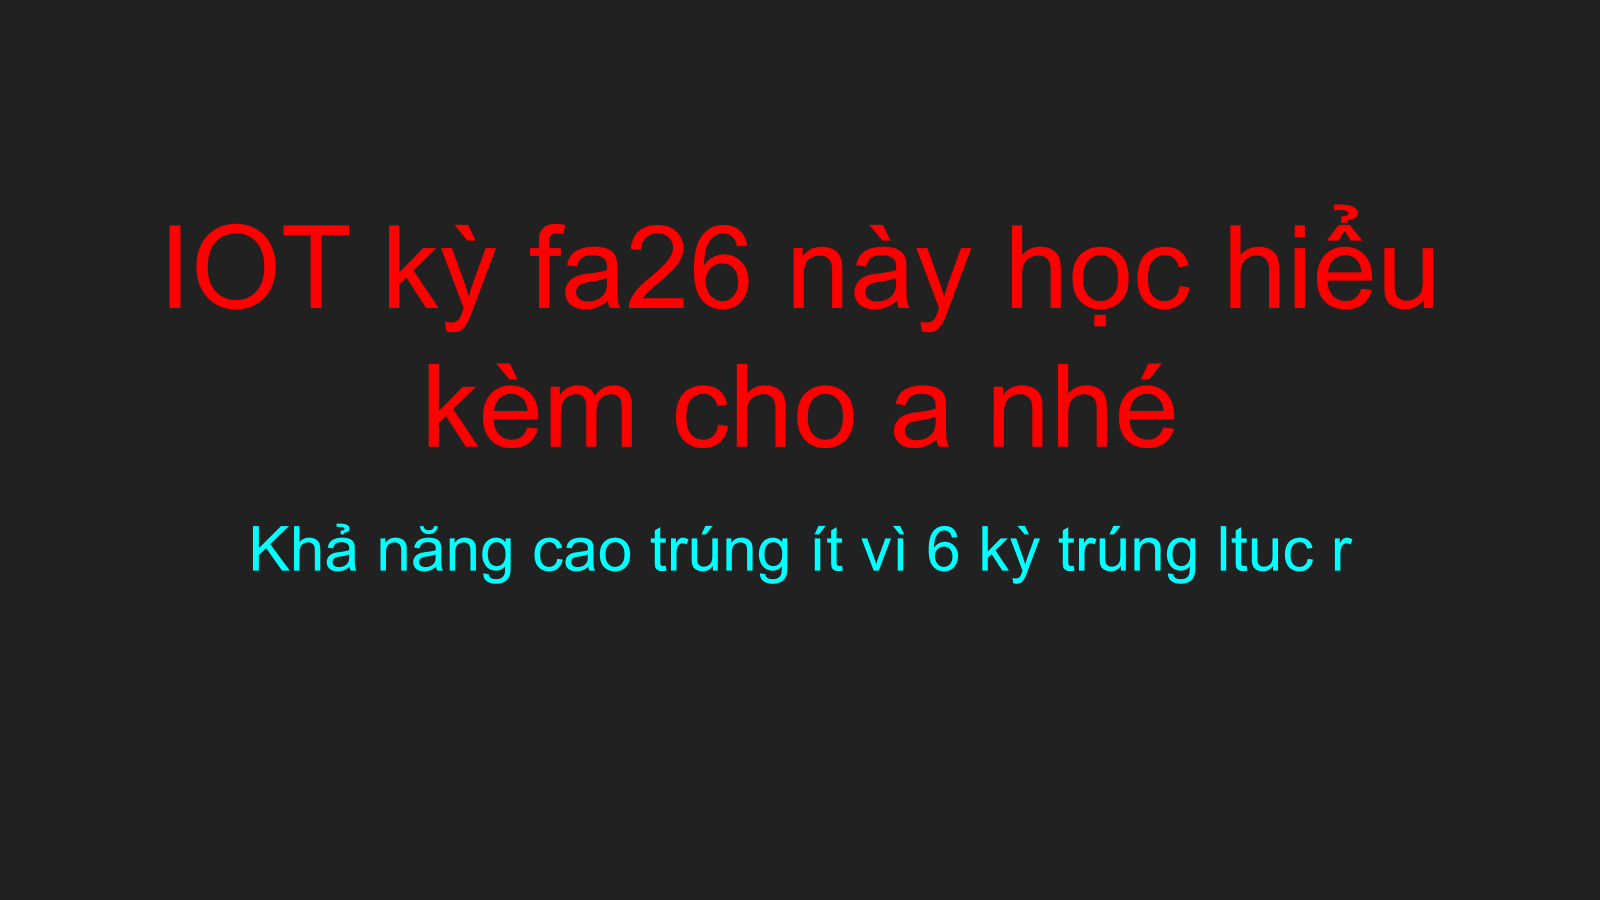 IOT kỳ fa26 này học hiểu
kèm cho a nhé
Khả năng cao trúng ít vì 6 kỳ trúng ltuc r